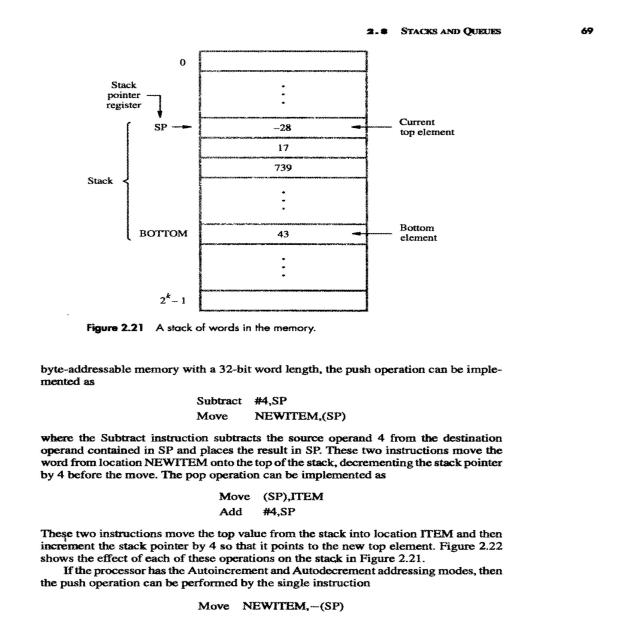 2.8 STACKS AND QUEUES 69
0
Stack
pointer
register
SP
-28
Current
top element
17
739
Stack
BOTTOM
43
Bottom
element
2^k - 1
Figure 2.21 A stack of words in the memory.
byte-addressable memory with a 32-bit word length, the push operation can be imple-
mented as
Subtract #4,SP
Move NEWITEM,(SP)
where the Subtract instruction subtracts the source operand 4 from the destination
operand contained in SP and places the result in SP. These two instructions move the
word from location NEWITEM onto the top of the stack, decrementing the stack pointer
by 4 before the move. The pop operation can be implemented as
Move (SP),ITEM
Add #4,SP
These two instructions move the top value from the stack into location ITEM and then
increment the stack pointer by 4 so that it points to the new top element. Figure 2.22
shows the effect of each of these operations on the stack in Figure 2.21.
If the processor has the Autoincrement and Autodecrement addressing modes, then
the push operation can be performed by the single instruction
Move NEWITEM,−(SP)